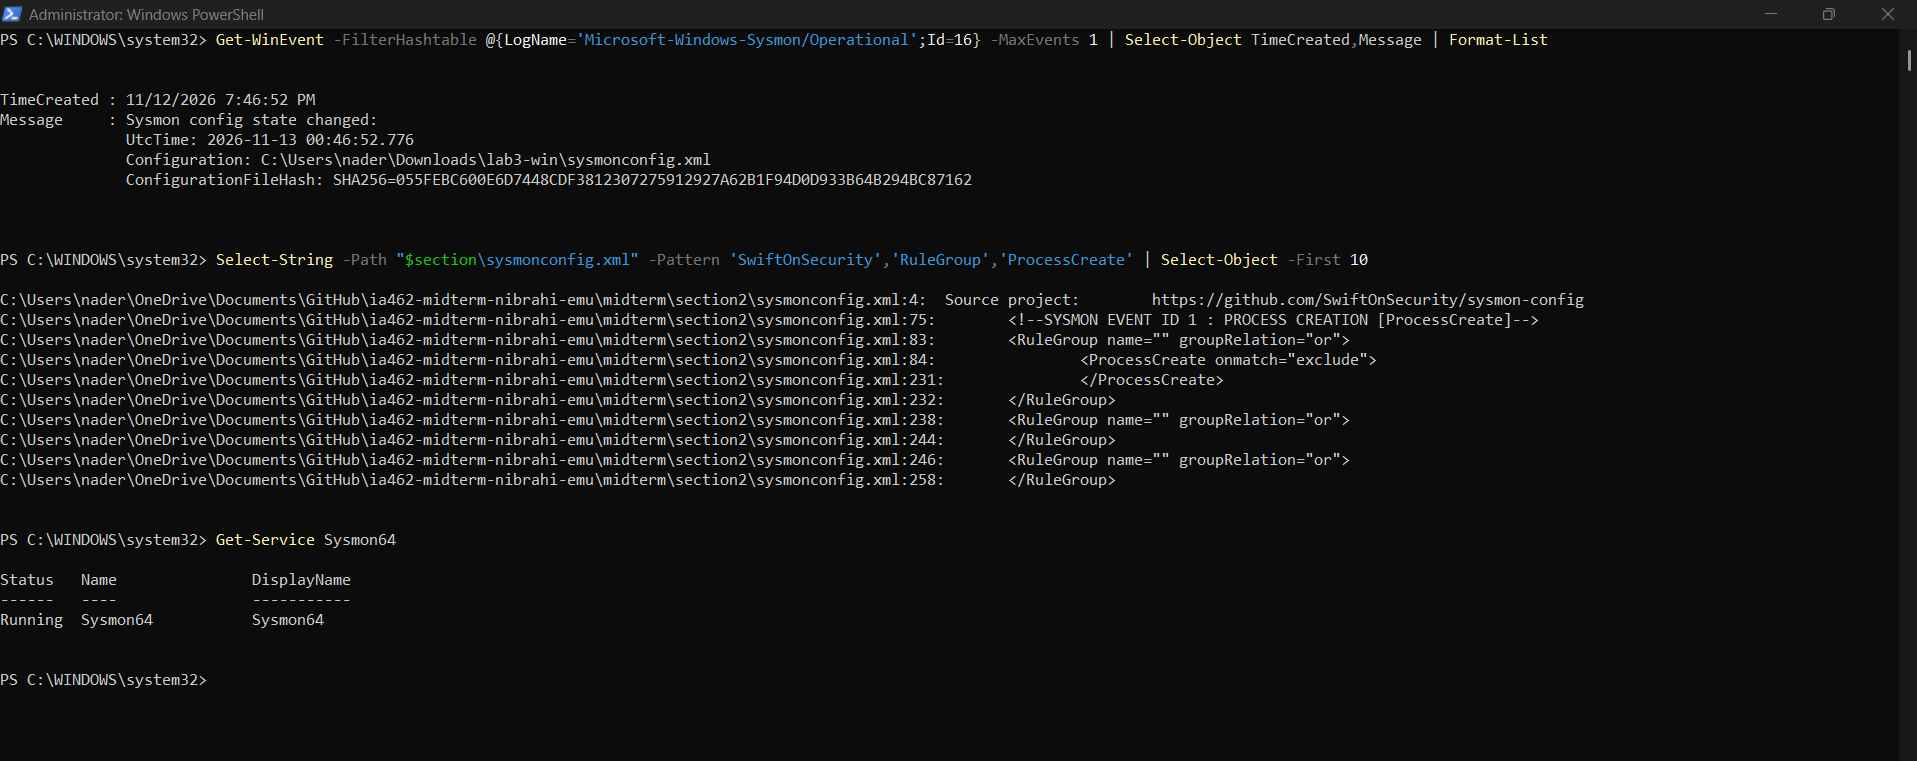 Administrator: Windows PowerShell
PS C:\WINDOWS\system32> Get-WinEvent -FilterHashtable @{LogName='Microsoft-Windows-Sysmon/Operational';Id=16} -MaxEvents 1 | Select-Object TimeCreated,Message | Format-List
TimeCreated : 11/12/2026 7:46:52 PM
Message     : Sysmon config state changed:
              UtcTime: 2026-11-13 00:46:52.776
              Configuration: C:\Users\nader\Downloads\lab3-win\sysmonconfig.xml
              ConfigurationFileHash: SHA256=055FEBC600E6D7448CDF3812307275912927A62B1F94D0D933B64B294BC87162
PS C:\WINDOWS\system32> Select-String -Path "$section\sysmonconfig.xml" -Pattern 'SwiftOnSecurity','RuleGroup','ProcessCreate' | Select-Object -First 10
C:\Users\nader\OneDrive\Documents\GitHub\ia462-midterm-nibrahi-emu\midterm\section2\sysmonconfig.xml:4:  Source project:        https://github.com/SwiftOnSecurity/sysmon-config
C:\Users\nader\OneDrive\Documents\GitHub\ia462-midterm-nibrahi-emu\midterm\section2\sysmonconfig.xml:75:        <!--SYSMON EVENT ID 1 : PROCESS CREATION [ProcessCreate]-->
C:\Users\nader\OneDrive\Documents\GitHub\ia462-midterm-nibrahi-emu\midterm\section2\sysmonconfig.xml:83:        <RuleGroup name="" groupRelation="or">
C:\Users\nader\OneDrive\Documents\GitHub\ia462-midterm-nibrahi-emu\midterm\section2\sysmonconfig.xml:84:                <ProcessCreate onmatch="exclude">
C:\Users\nader\OneDrive\Documents\GitHub\ia462-midterm-nibrahi-emu\midterm\section2\sysmonconfig.xml:231:               </ProcessCreate>
C:\Users\nader\OneDrive\Documents\GitHub\ia462-midterm-nibrahi-emu\midterm\section2\sysmonconfig.xml:232:       </RuleGroup>
C:\Users\nader\OneDrive\Documents\GitHub\ia462-midterm-nibrahi-emu\midterm\section2\sysmonconfig.xml:238:       <RuleGroup name="" groupRelation="or">
C:\Users\nader\OneDrive\Documents\GitHub\ia462-midterm-nibrahi-emu\midterm\section2\sysmonconfig.xml:244:       </RuleGroup>
C:\Users\nader\OneDrive\Documents\GitHub\ia462-midterm-nibrahi-emu\midterm\section2\sysmonconfig.xml:246:       <RuleGroup name="" groupRelation="or">
C:\Users\nader\OneDrive\Documents\GitHub\ia462-midterm-nibrahi-emu\midterm\section2\sysmonconfig.xml:258:       </RuleGroup>
PS C:\WINDOWS\system32> Get-Service Sysmon64
Status   Name               DisplayName
------   ----               -----------
Running  Sysmon64           Sysmon64
PS C:\WINDOWS\system32>